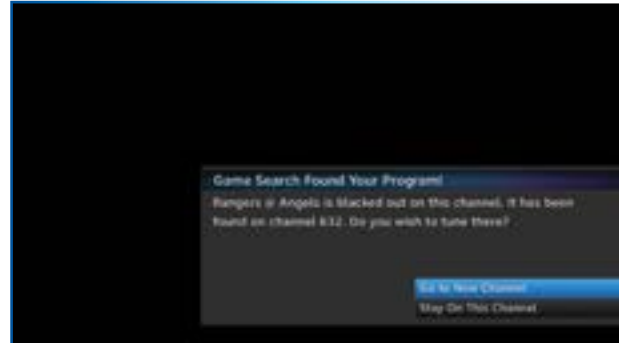 Game Search Found Your Program!
Rangers @ Angels is blacked out on this channel. It has been
found on channel 632. Do you wish to tune there?
Go to New Channel
Stay On This Channel